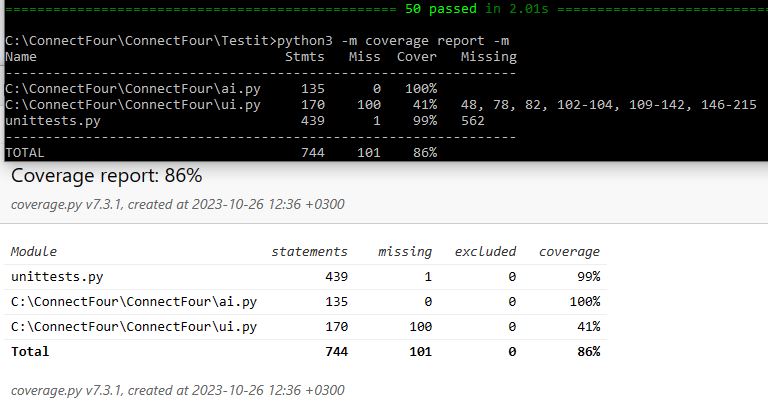 ================================================ 50 passed in 2.01s ==========================
C:\ConnectFour\ConnectFour\Testit>python3 -m coverage report -m
Name                               Stmts   Miss  Cover   Missing
-----------------------------------------------------------------
C:\ConnectFour\ConnectFour\ai.py     135      0   100%
C:\ConnectFour\ConnectFour\ui.py     170    100    41%   48, 78, 82, 102-104, 109-142, 146-215
unittests.py                         439      1    99%   562
-----------------------------------------------------------------
TOTAL                                744    101    86%
Coverage report: 86%
coverage.py v7.3.1, created at 2023-10-26 12:36 +0300
Module statements missing excluded coverage
unittests.py 439 1 0 99%
C:\ConnectFour\ConnectFour\ai.py 135 0 0 100%
C:\ConnectFour\ConnectFour\ui.py 170 100 0 41%
Total 744 101 0 86%
coverage.py v7.3.1, created at 2023-10-26 12:36 +0300